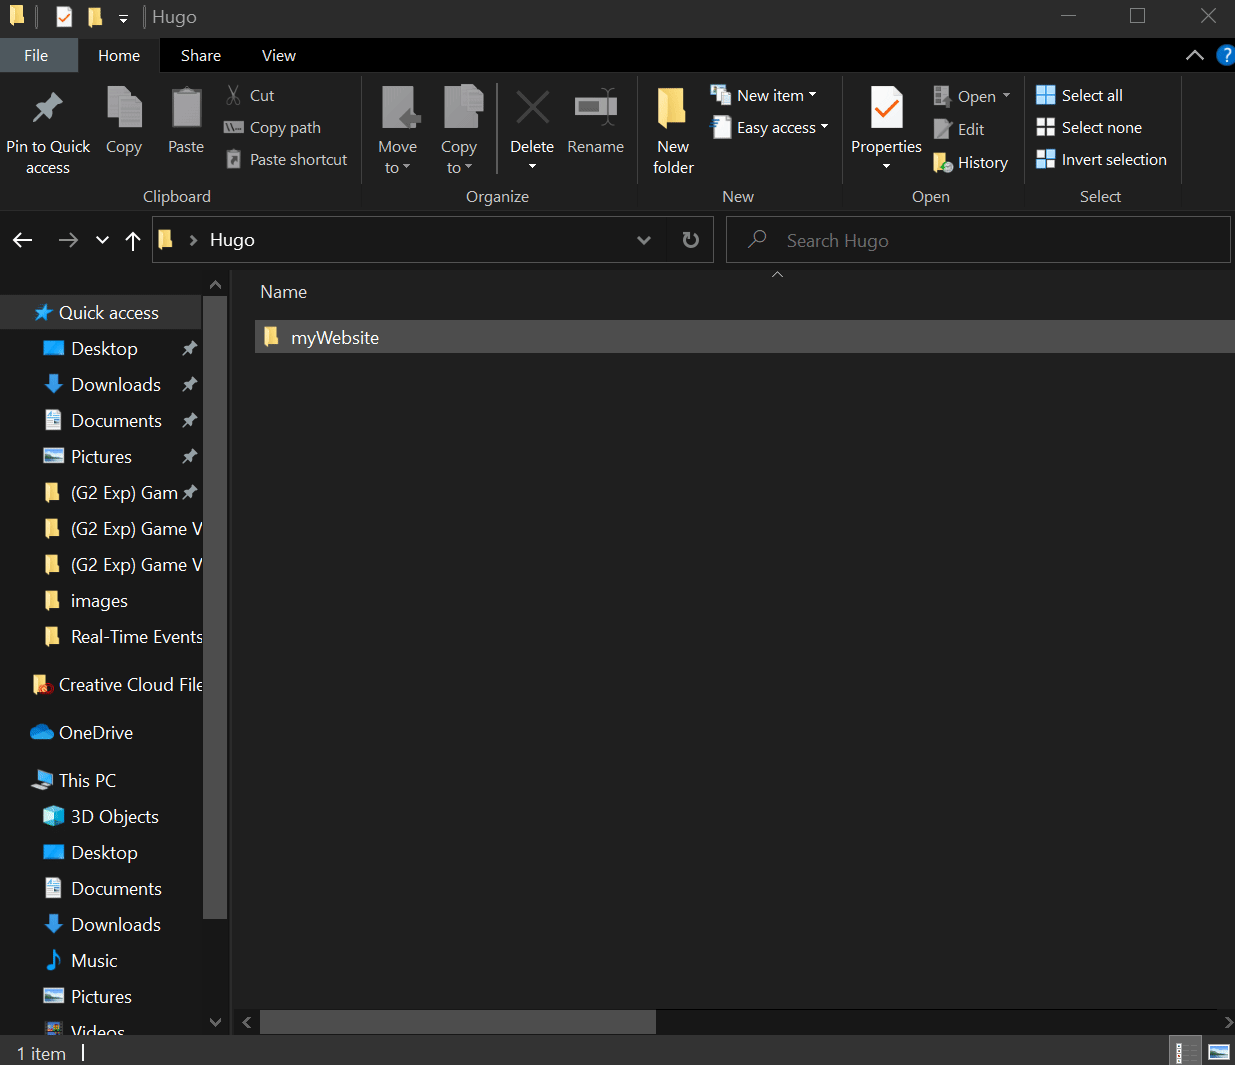 Hugo
File Home Share View
?
Pin to Quick access
Copy
Paste
Cut
Copy path
Paste shortcut
Clipboard
Move to
Copy to
Delete
Rename
Organize
New folder
New item
Easy access
New
Properties
Open
Edit
History
Open
Select all
Select none
Invert selection
Select
Hugo
Search Hugo
Name
myWebsite
Quick access
Desktop
Downloads
Documents
Pictures
(G2 Exp) Gam
(G2 Exp) Game V
(G2 Exp) Game V
images
Real-Time Events
Creative Cloud File
OneDrive
This PC
3D Objects
Desktop
Documents
Downloads
Music
Pictures
Videos
1 item